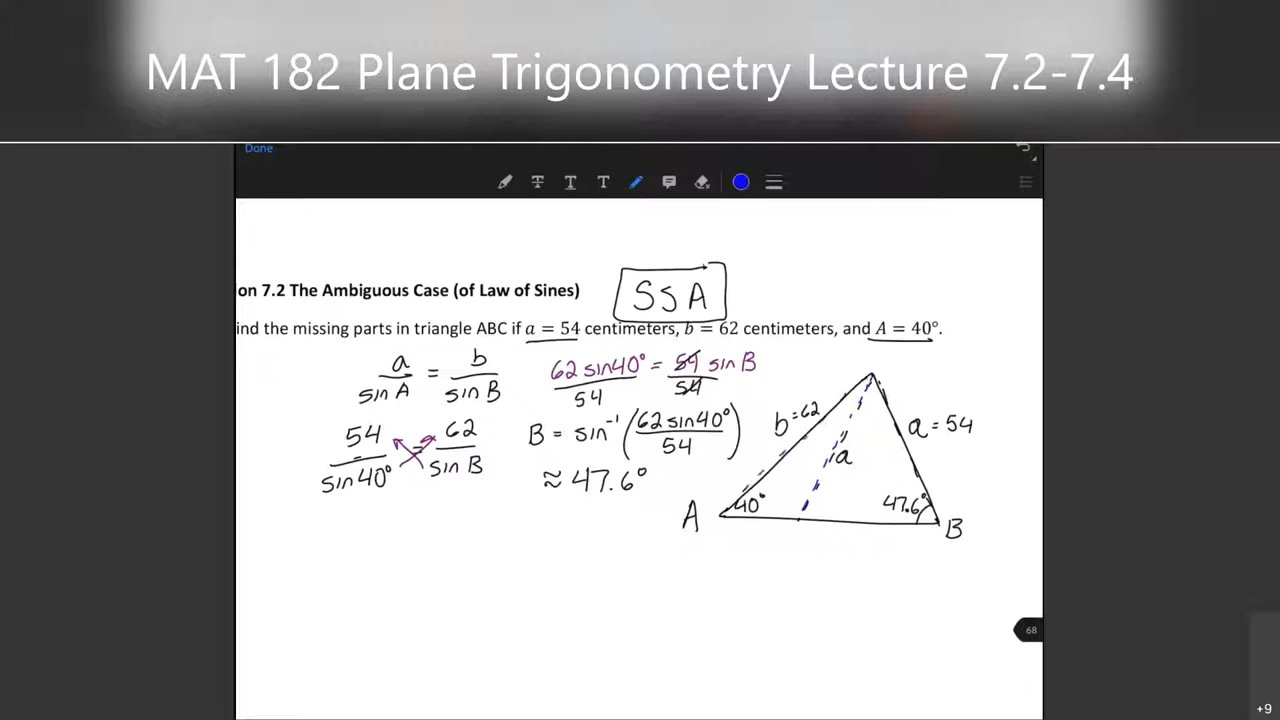 MAT 182 Plane Trigonometry Lecture 7.2-7.4
Done
on 7.2 The Ambiguous Case (of Law of Sines)
SSA
ind the missing parts in triangle ABC if a = 54 centimeters, b = 62 centimeters, and A = 40°.
a/sin A = b/sin B
62 sin40°/54 = 54 sin B/54
54/sin40° = 62/sin B
B = sin⁻¹(62 sin40°/54)
≈ 47.6°
b=62
a = 54
a
A
40°
47.6°
B
68
+9